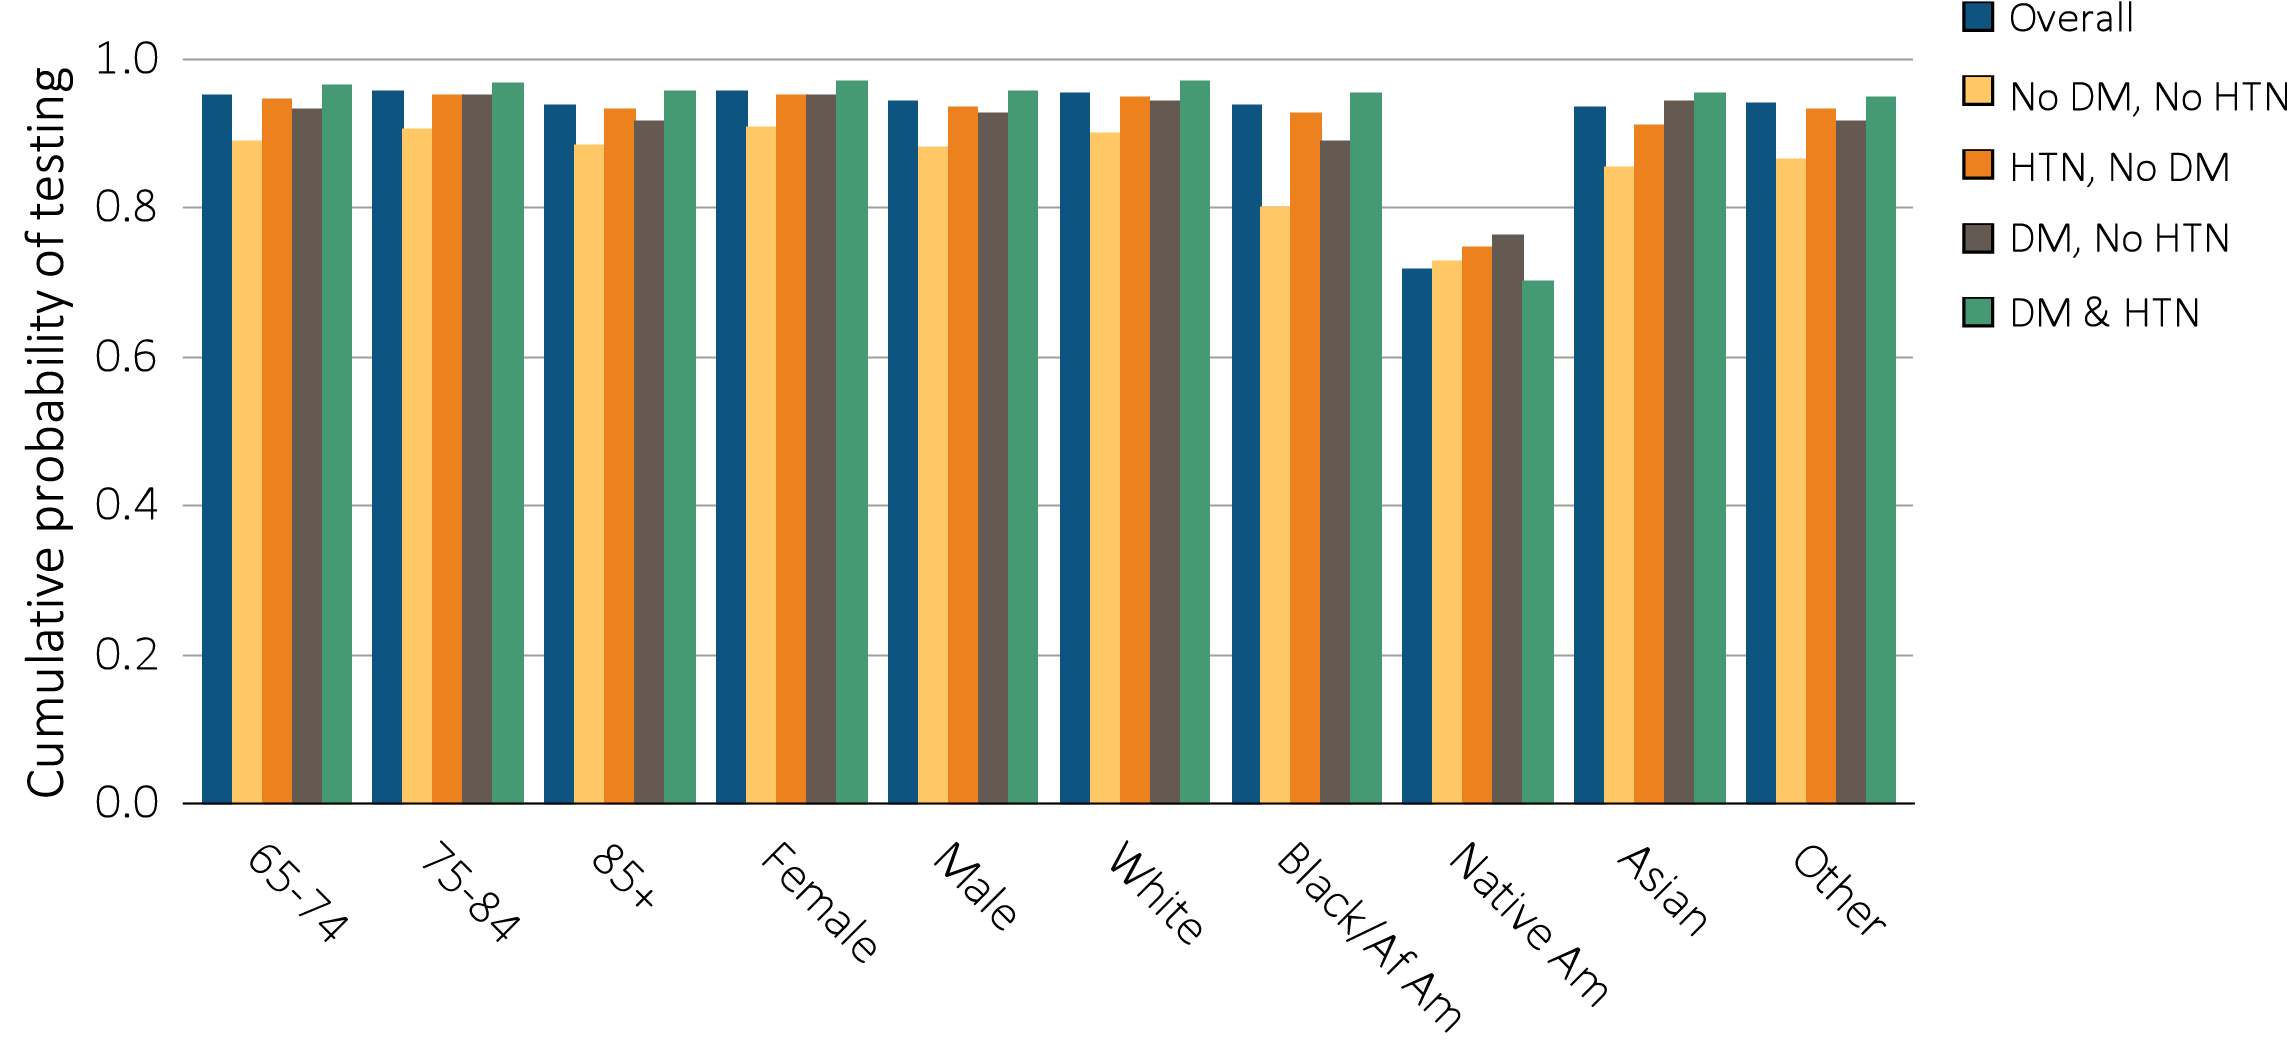 Cumulative probability of testing
1.0
0.8
0.6
0.4
0.2
0.0
65-74
75-84
85+
Female
Male
White
Black/Af Am
Native Am
Asian
Other
Overall
No DM, No HTN
HTN, No DM
DM, No HTN
DM & HTN